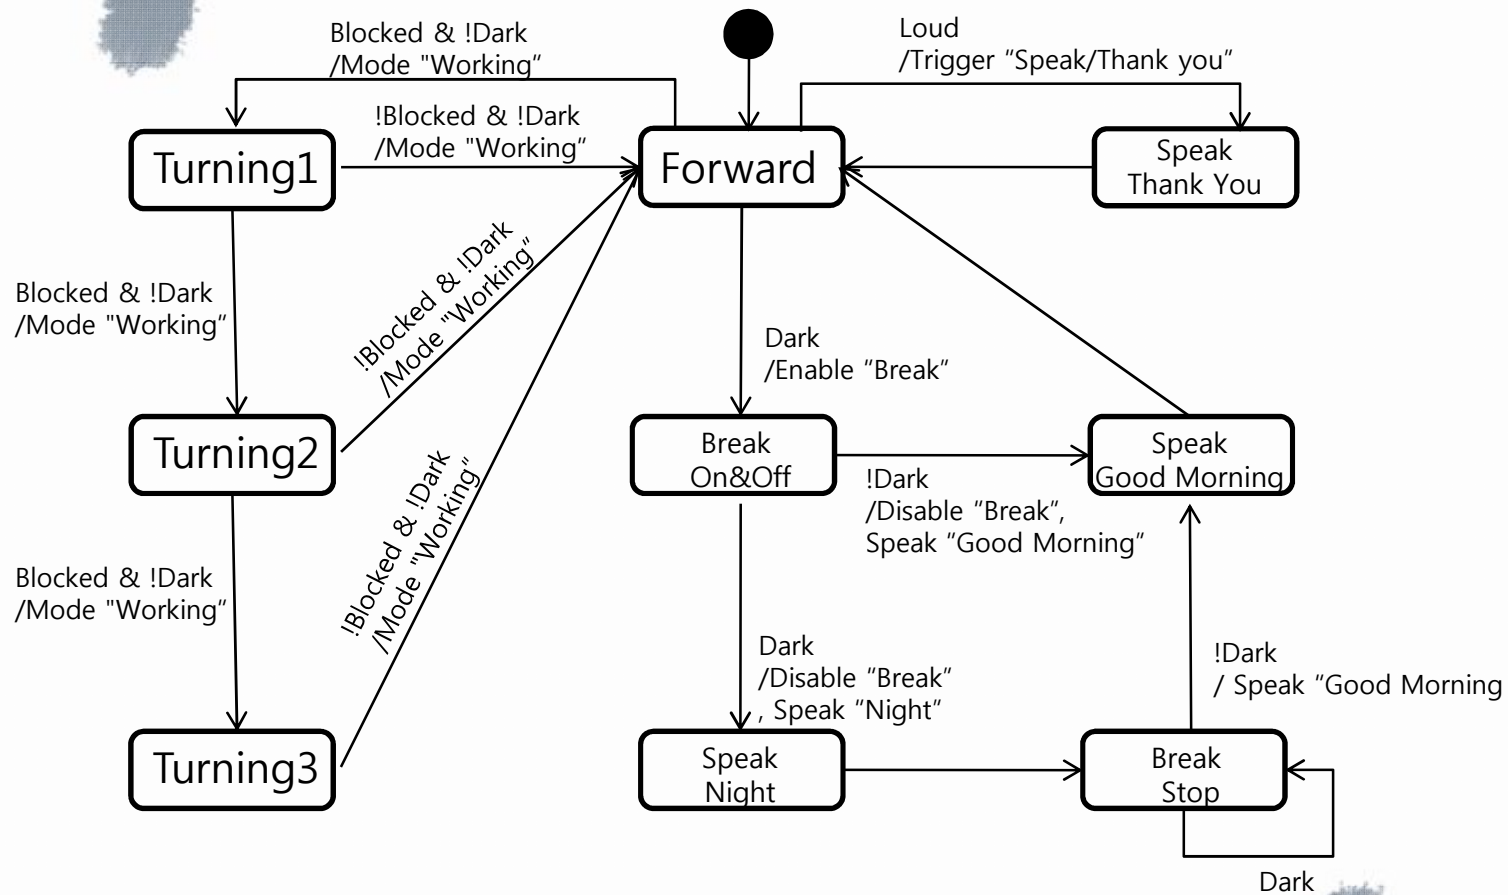 Blocked & !Dark
/Mode "Working"
Loud
/Trigger "Speak/Thank you"
!Blocked & !Dark
/Mode "Working"
Turning1
Forward
Speak
Thank You
!Blocked & !Dark
/Mode "Working"
Blocked & !Dark
/Mode "Working"
Dark
/Enable "Break"
Turning2
Break
On&Off
Speak
Good Morning
!Dark
/Disable "Break",
Speak "Good Morning"
!Blocked & !Dark
/Mode "Working"
Blocked & !Dark
/Mode "Working"
Dark
/Disable "Break"
, Speak "Night"
!Dark
/ Speak "Good Morning
Turning3
Speak
Night
Break
Stop
Dark